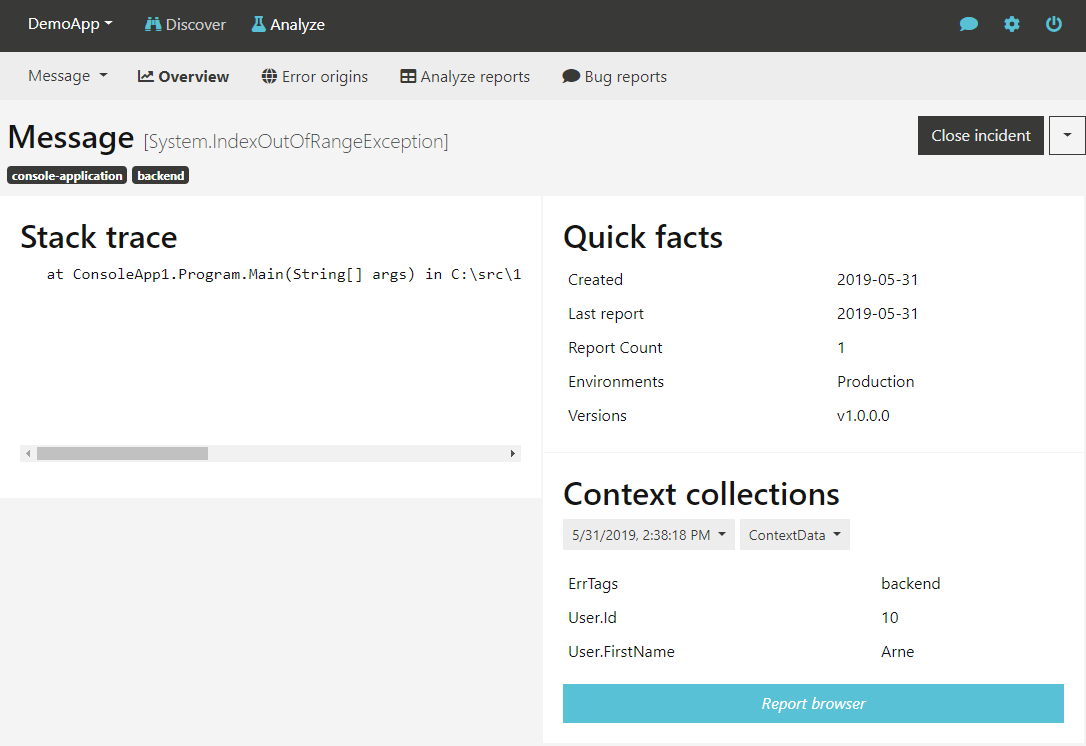 DemoApp Discover Analyze
Message Overview Error origins Analyze reports Bug reports
Message [System.IndexOutOfRangeException]
Close incident
console-application backend
Stack trace
at ConsoleApp1.Program.Main(String[] args) in C:\src\1
Quick facts
Created 2019-05-31
Last report 2019-05-31
Report Count 1
Environments Production
Versions v1.0.0.0
Context collections
5/31/2019, 2:38:18 PM ContextData
ErrTags backend
User.Id 10
User.FirstName Arne
Report browser